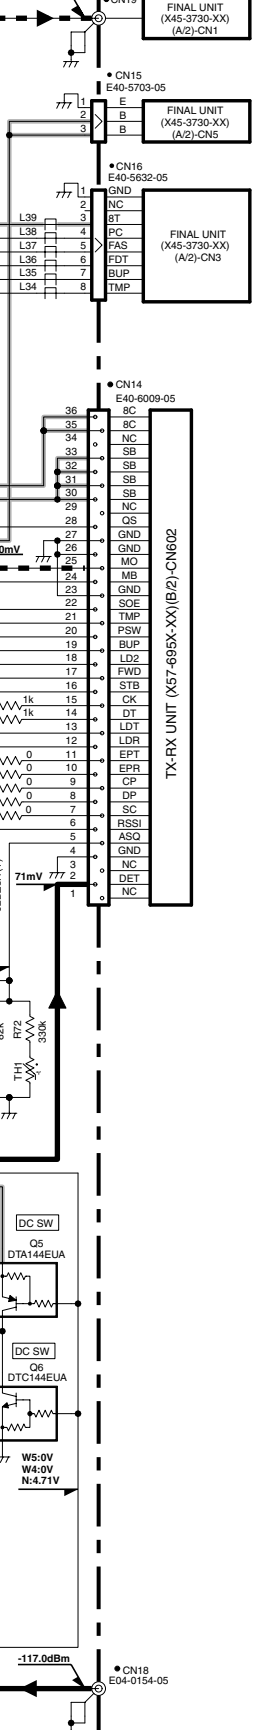 CN19
FINAL UNIT
(X45-3730-XX)
(A/2)-CN1
CN15
E40-5703-05
1 E
2 B
3 B
FINAL UNIT
(X45-3730-XX)
(A/2)-CN5
CN16
E40-5632-05
1 GND
2 NC
L39 3 8T
L38 4 PC
L37 5 FAS
L36 6 FDT
L35 7 BUP
L34 8 TMP
FINAL UNIT
(X45-3730-XX)
(A/2)-CN3
CN14
E40-6009-05
36 8C
35 8C
34 NC
33 SB
32 SB
31 SB
30 SB
29 NC
28 QS
27 GND
0mV 26 GND
25 MO
24 MB
23 GND
22 SOE
21 TMP
20 PSW
19 BUP
18 LD2
17 FWD
16 STB
1k 15 CK
1k 14 DT
13 LDT
12 LDR
0 11 EPT
0 10 EPR
0 9 CP
0 8 DP
0 7 SC
6 RSSI
5 ASQ
4 GND
3 NC
71mV 2 DET
1 NC
TX-RX UNIT (X57-695X-XX)(B/2)-CN602
R72
330k
TH1
DC SW
Q5
DTA144EUA
DC SW
Q6
DTC144EUA
W5:0V
W4:0V
N:4.71V
-117.0dBm
CN18
E04-0154-05